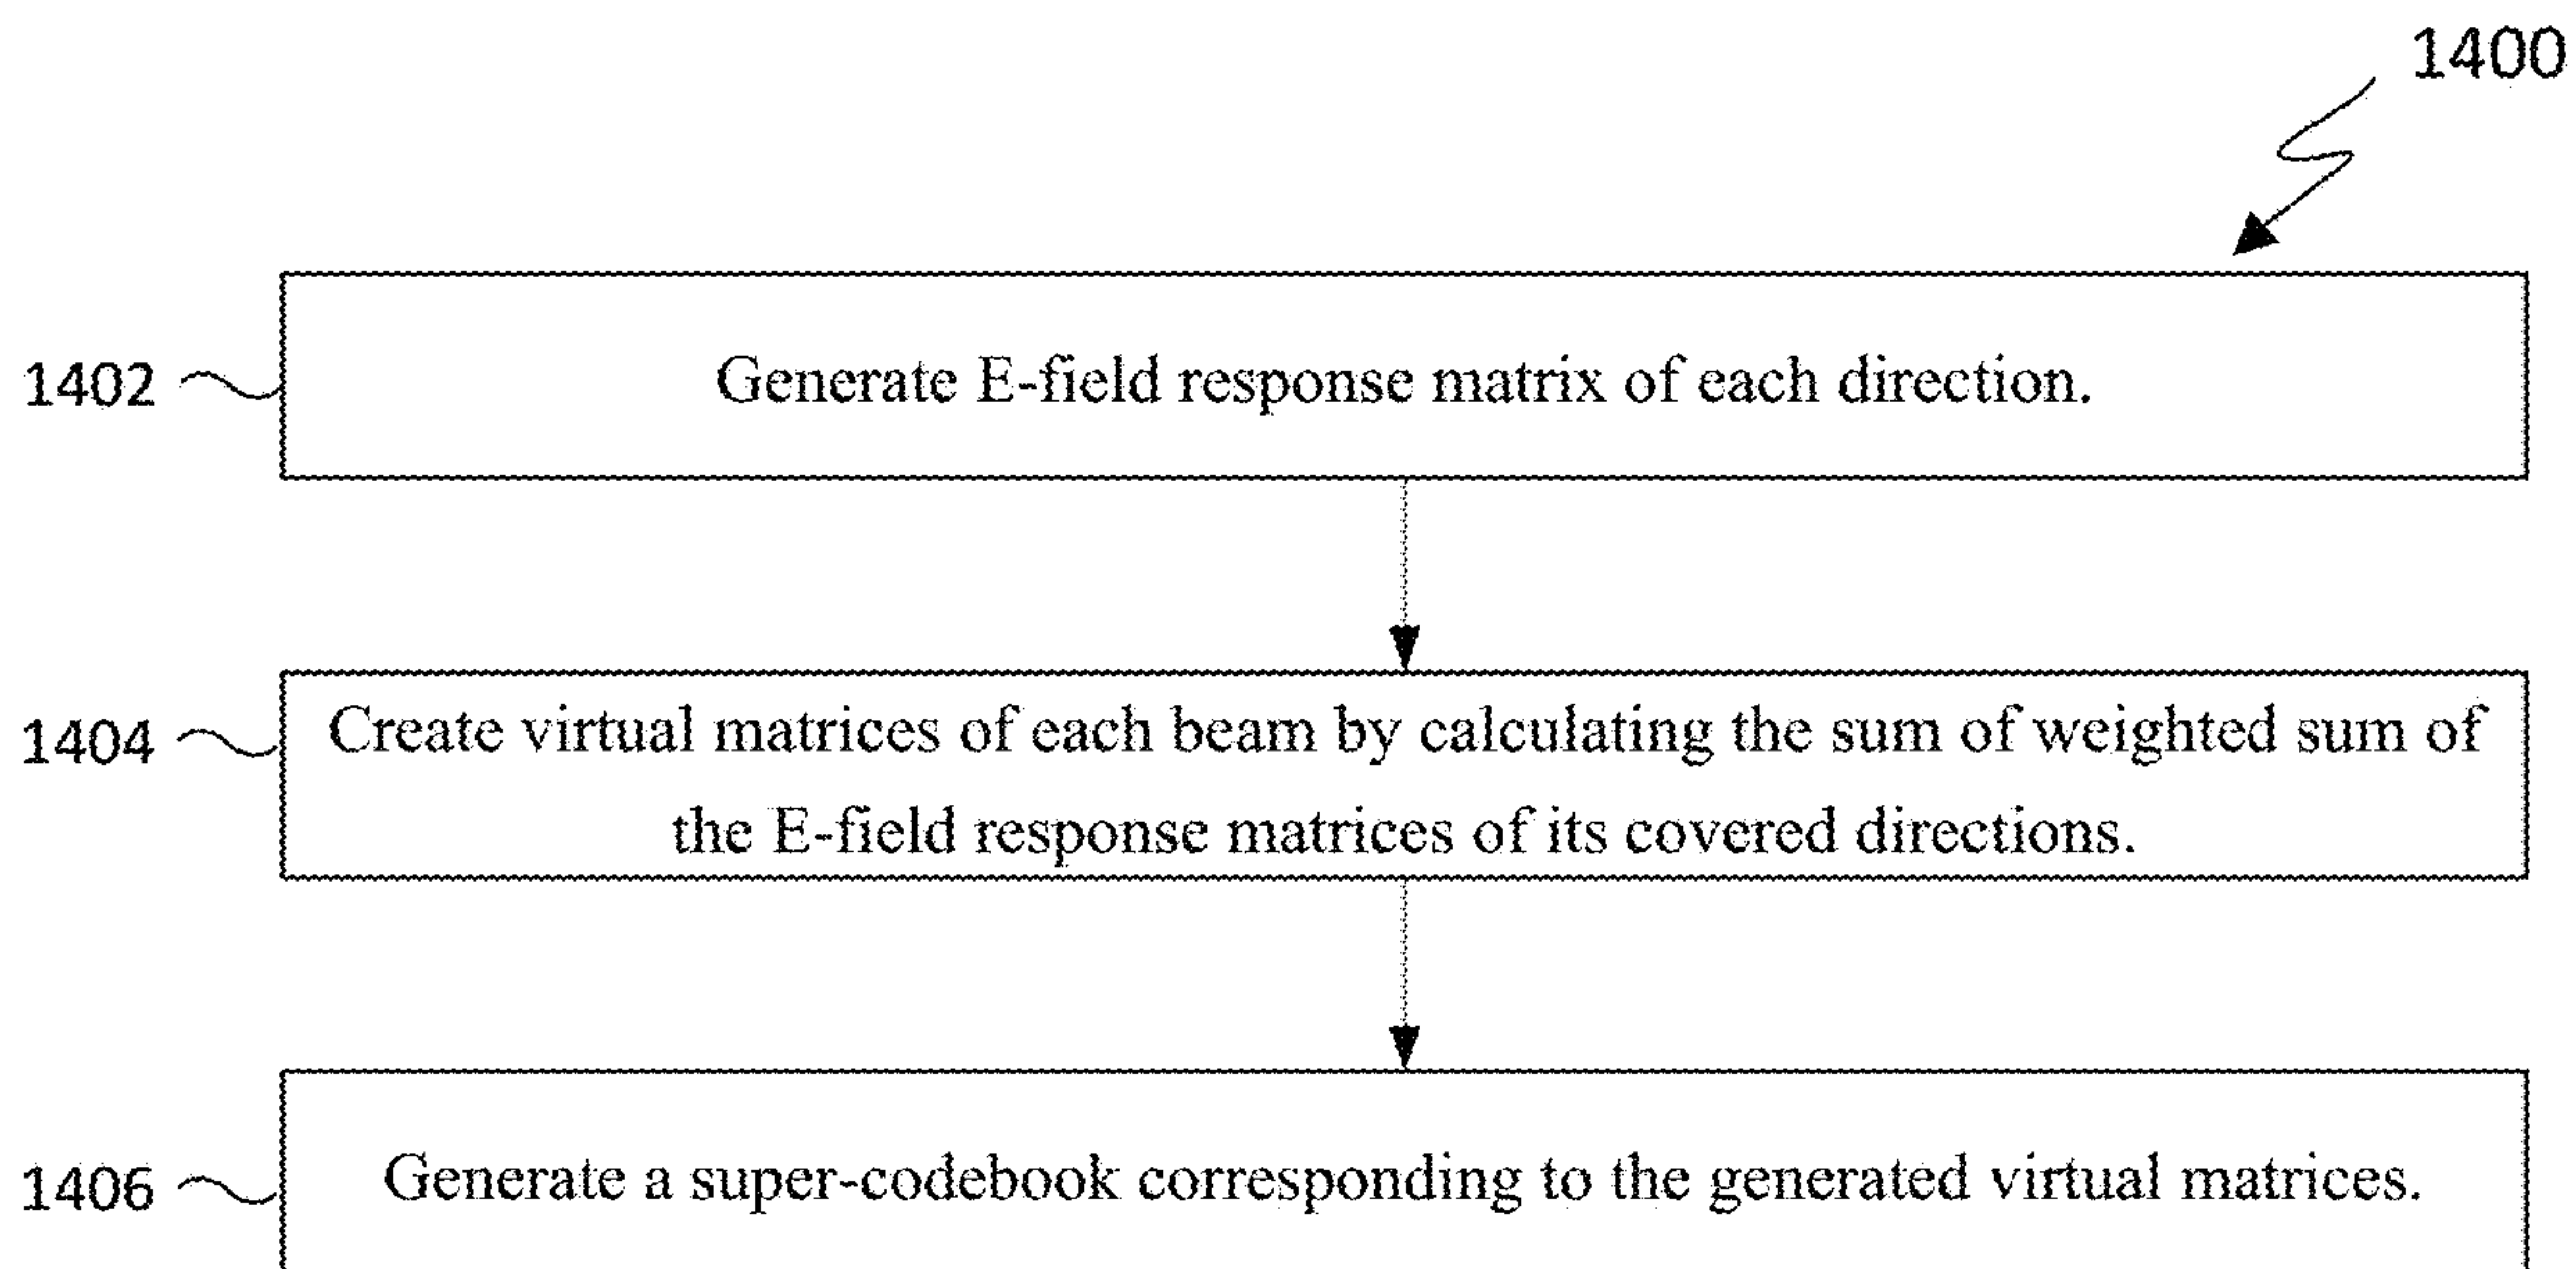 1400
1402
Generate E-field response matrix of each direction.
1404
Create virtual matrices of each beam by calculating the sum of weighted sum of
the E-field response matrices of its covered directions.
1406
Generate a super-codebook corresponding to the generated virtual matrices.